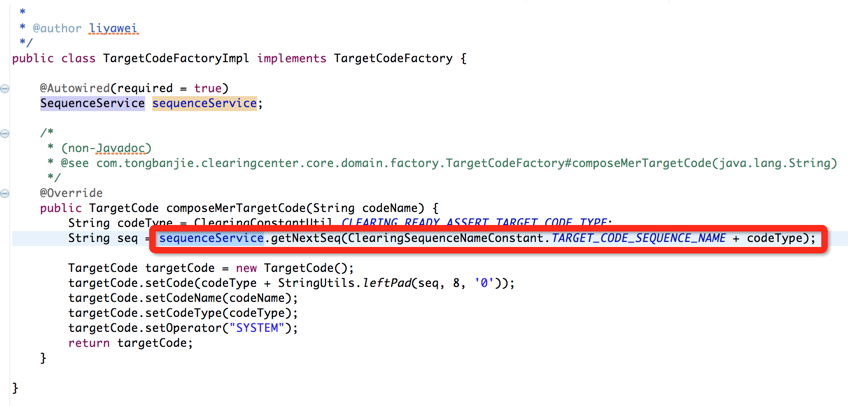 *
* @author liyawei
*/
public class TargetCodeFactoryImpl implements TargetCodeFactory {
@Autowired(required = true)
SequenceService sequenceService;
/*
* (non-Javadoc)
* @see com.tongbanjie.clearingcenter.core.domain.factory.TargetCodeFactory#composeMerTargetCode(java.lang.String)
*/
@Override
public TargetCode composeMerTargetCode(String codeName) {
String codeType = ClearingConstantUtil.CLEARING_READY_ASSERT_TARGET_CODE_TYPE;
String seq = sequenceService.getNextSeq(ClearingSequenceNameConstant.TARGET_CODE_SEQUENCE_NAME + codeType);
TargetCode targetCode = new TargetCode();
targetCode.setCode(codeType + StringUtils.leftPad(seq, 8, '0'));
targetCode.setCodeName(codeName);
targetCode.setCodeType(codeType);
targetCode.setOperator("SYSTEM");
return targetCode;
}
}